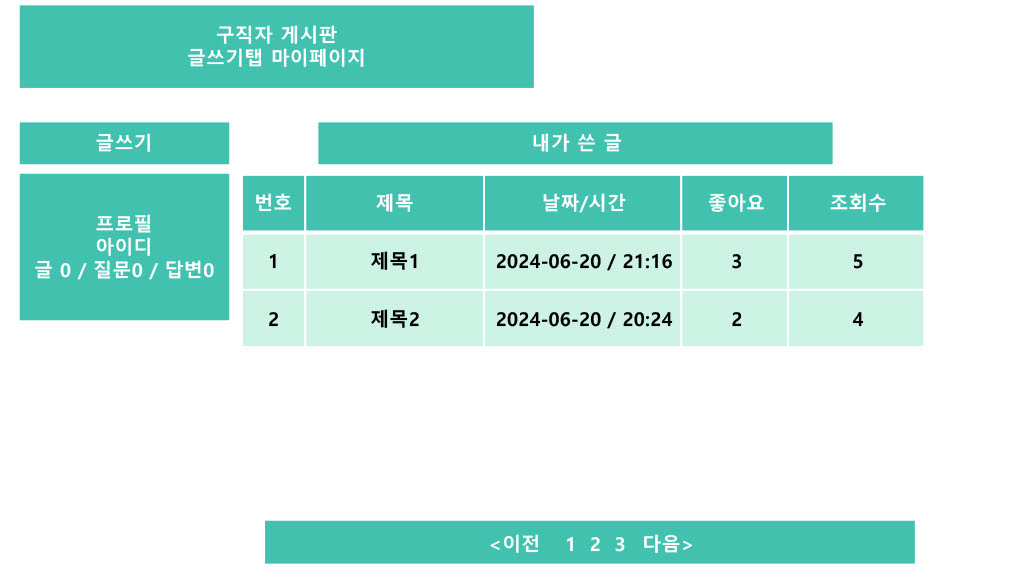 구직자 게시판
글쓰기탭 마이페이지
글쓰기
내가 쓴 글
프로필
아이디
글 0 / 질문0 / 답변0
번호 제목 날짜/시간 좋아요 조회수
1 제목1 2024-06-20 / 21:16 3 5
2 제목2 2024-06-20 / 20:24 2 4
<이전 1 2 3 다음>